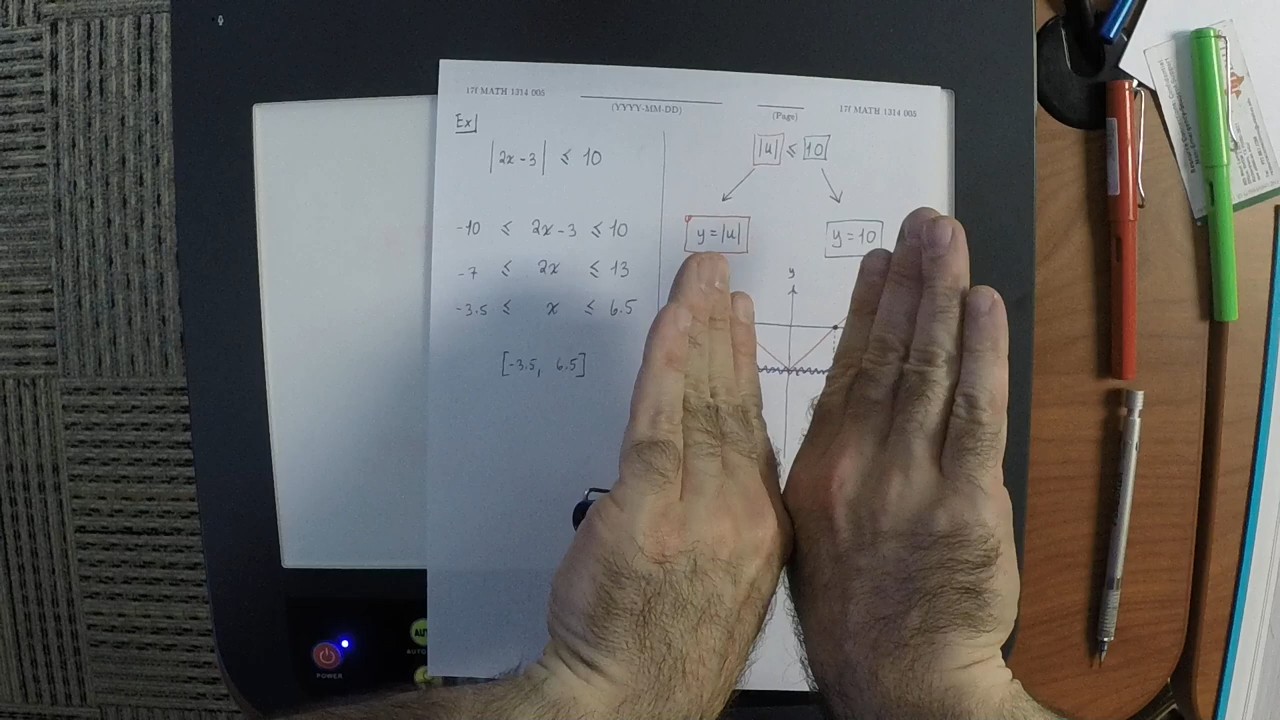 17f MATH 1314 005
(YYYY-MM-DD)
(Page)
17f MATH 1314 005
Ex
|2x-3| ≤ 10
-10 ≤ 2x-3 ≤ 10
-7 ≤ 2x ≤ 13
-3.5 ≤ x ≤ 6.5
[-3.5, 6.5]
|u| ≤ 10
y=|u|
y=10
y
POWER